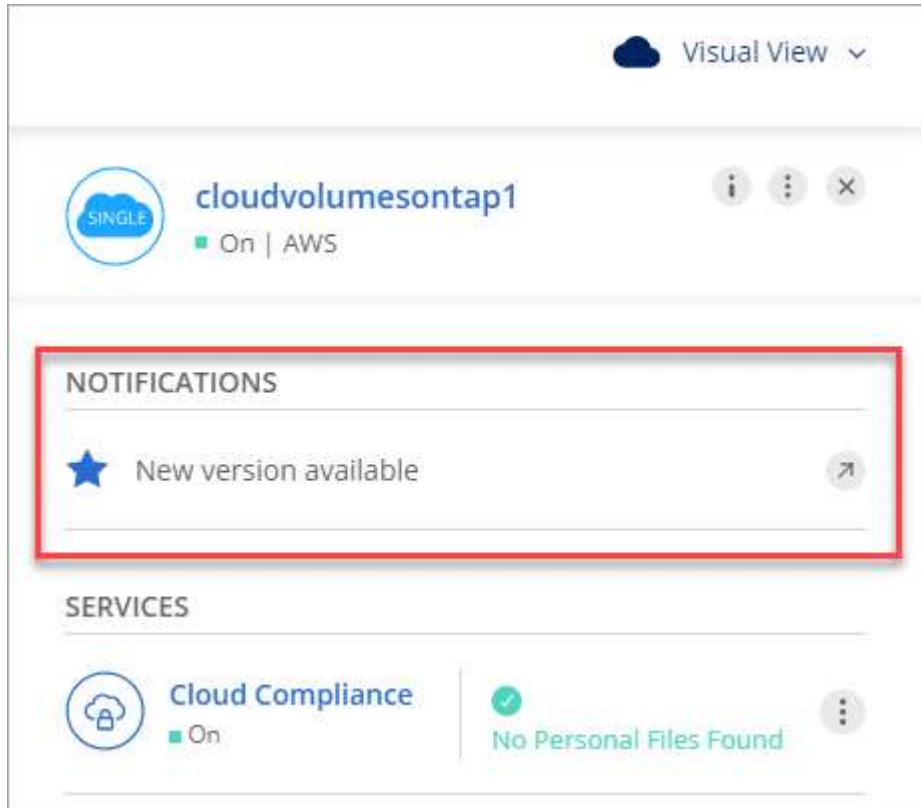 Visual View
SINGLE
cloudvolumesontap1
On | AWS
NOTIFICATIONS
New version available
SERVICES
Cloud Compliance
On
No Personal Files Found